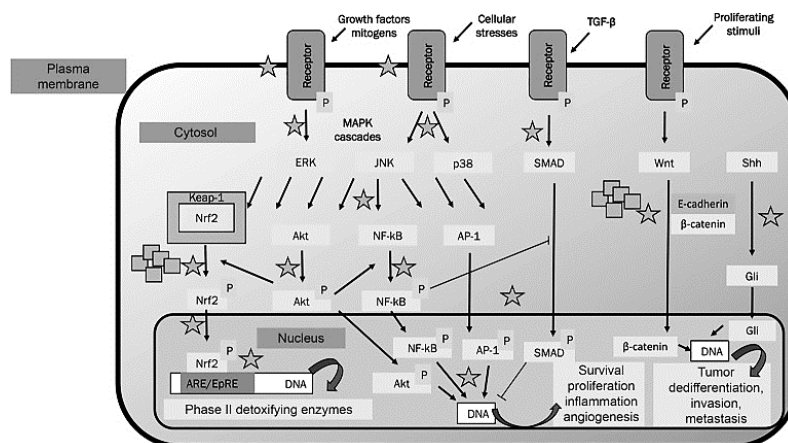 Growth factors
mitogens
Cellular
stresses
TGF-β
Proliferating
stimuli
Plasma
membrane
Receptor
Receptor
Receptor
Receptor
P
P
P
P
Cytosol
MAPK
cascades
ERK
JNK
p38
SMAD
Wnt
Shh
Keap-1
Nrf2
E-cadherin
β-catenin
Akt
NF-kB
AP-1
Gli
P
Nrf2
P
Akt
P
NF-kB
Nucleus
P
Nrf2
P
NF-kB
P
AP-1
P
SMAD
β-catenin
DNA
Gli
ARE/EpRE
DNA
P
Akt
DNA
Phase II detoxifying enzymes
Survival
proliferation
inflammation
angiogenesis
Tumor
dedifferentiation,
invasion,
metastasis